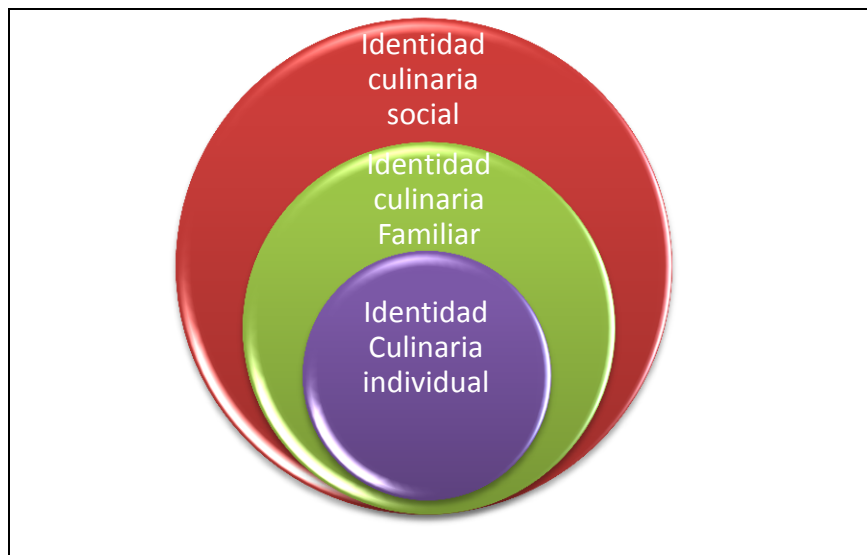 Identidad
culinaria
social
Identidad
culinaria
Familiar
Identidad
Culinaria
individual